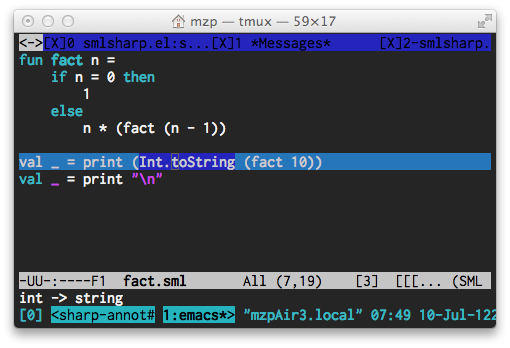 mzp — tmux — 59×17
<->[X]0 smlsharp.el:s...[X]1 *Messages* [X]2-smlsharp.
fun fact n =
    if n = 0 then
        1
    else
        n * (fact (n - 1))
val _ = print (Int.toString (fact 10))
val _ = print "\n"
-UU-:----F1 fact.sml All (7,19) [3] [[[... (SML
int -> string
[0] <sharp-annot# 1:emacs*> "mzpAir3.local" 07:49 10-Jul-122